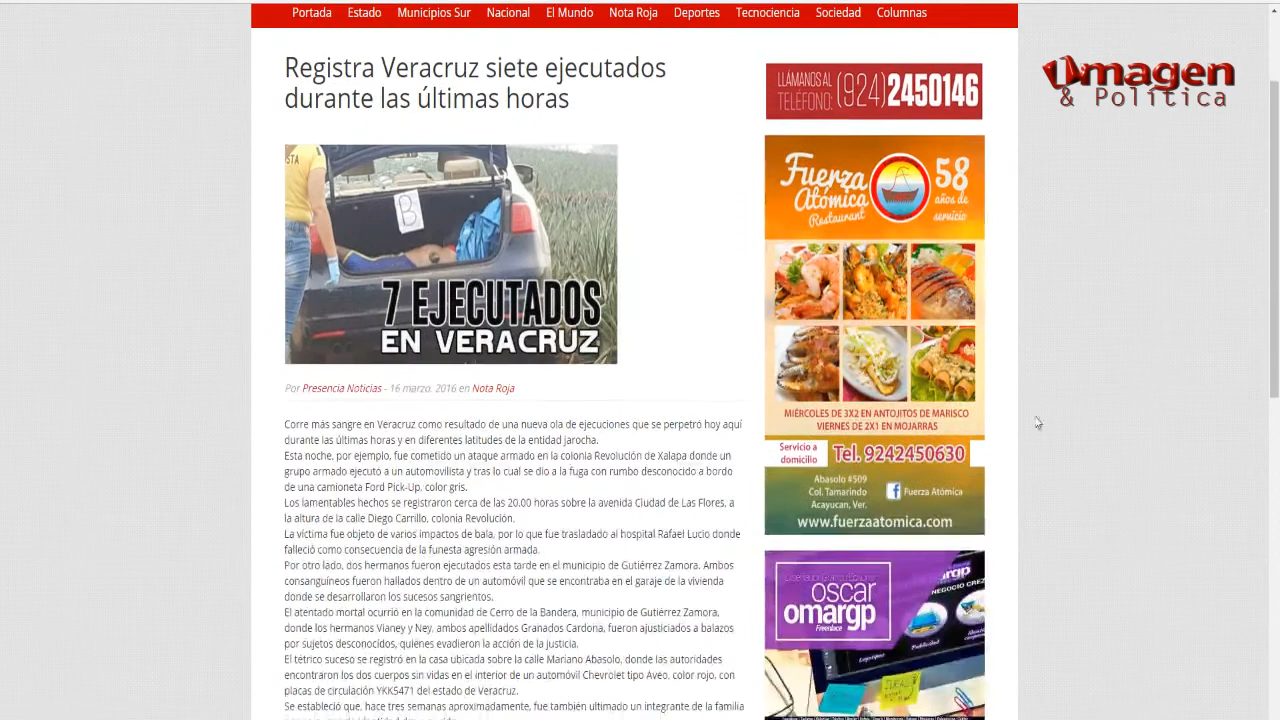 Portada Estado Municipios Sur Nacional El Mundo Nota Roja Deportes Tecnociencia Sociedad Columnas
Registra Veracruz siete ejecutados
durante las últimas horas
B
7 EJECUTADOS
EN VERACRUZ
Por Presencia Noticias - 16 marzo, 2016 en Nota Roja
Corre más sangre en Veracruz como resultado de una nueva ola de ejecuciones que se perpetró hoy aquí
durante las últimas horas y en diferentes latitudes de la entidad jarocha.
Esta noche, por ejemplo, fue cometido un ataque armado en la colonia Revolución de Xalapa donde un
grupo armado ejecutó a un automovilista y tras lo cual se dio a la fuga con rumbo desconocido a bordo
de una camioneta Ford Pick-Up, color gris.
Los lamentables hechos se registraron cerca de las 20.00 horas sobre la avenida Ciudad de Las Flores, a
la altura de la calle Diego Carrillo, colonia Revolución.
La víctima fue objeto de varios impactos de bala, por lo que fue trasladado al hospital Rafael Lucio donde
falleció como consecuencia de la funesta agresión armada.
Por otro lado, dos hermanos fueron ejecutados esta tarde en el municipio de Gutiérrez Zamora. Ambos
consanguíneos fueron hallados dentro de un automóvil que se encontraba en el garaje de la vivienda
donde se desarrollaron los sucesos sangrientos.
El atentado mortal ocurrió en la comunidad de Cerro de la Bandera, municipio de Gutiérrez Zamora,
donde los hermanos Vianey y Ney, ambos apellidados Granados Cardona, fueron ajusticiados a balazos
por sujetos desconocidos, quienes evadieron la acción de la justicia.
El tétrico suceso se registró en la casa ubicada sobre la calle Mariano Abasolo, donde las autoridades
encontraron los dos cuerpos sin vidas en el interior de un automóvil Chevrolet tipo Aveo, color rojo, con
placas de circulación YKK5471 del estado de Veracruz.
Se estableció que, hace tres semanas aproximadamente, fue también ultimado un integrante de la familia
LLÁMANOS AL
TELÉFONO: (924)2450146
Fuerza
Atómica
Restaurant
58
años de
servicio
MIÉRCOLES DE 3X2 EN ANTOJITOS DE MARISCO
VIERNES DE 2X1 EN MOJARRAS
Servicio a
domicilio
Tel. 9242450630
Abasolo #509
Col. Tamarindo
Acayucan, Ver.
Fuerza Atómica
www.fuerzaatomica.com
oscar
omargp
Freenlace
NEGOCIO CREZ
Publicidad
Imagen
& Política